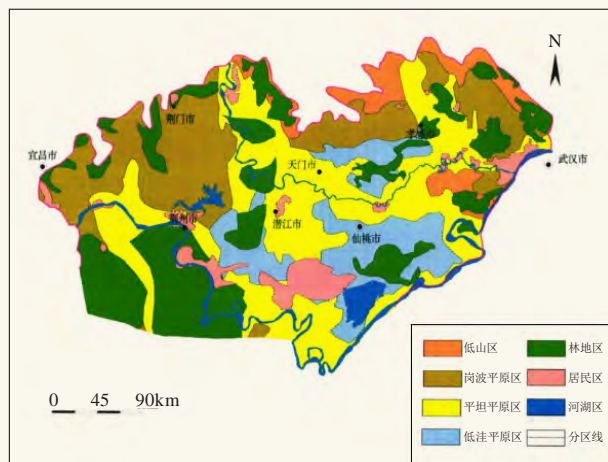 N
荆门市
宜昌市
武汉市
天门市
荆州市
潜江市
仙桃市
0 45 90km
低山区
林地区
岗波平原区
居民区
平坦平原区
河湖区
低洼平原区
分区线